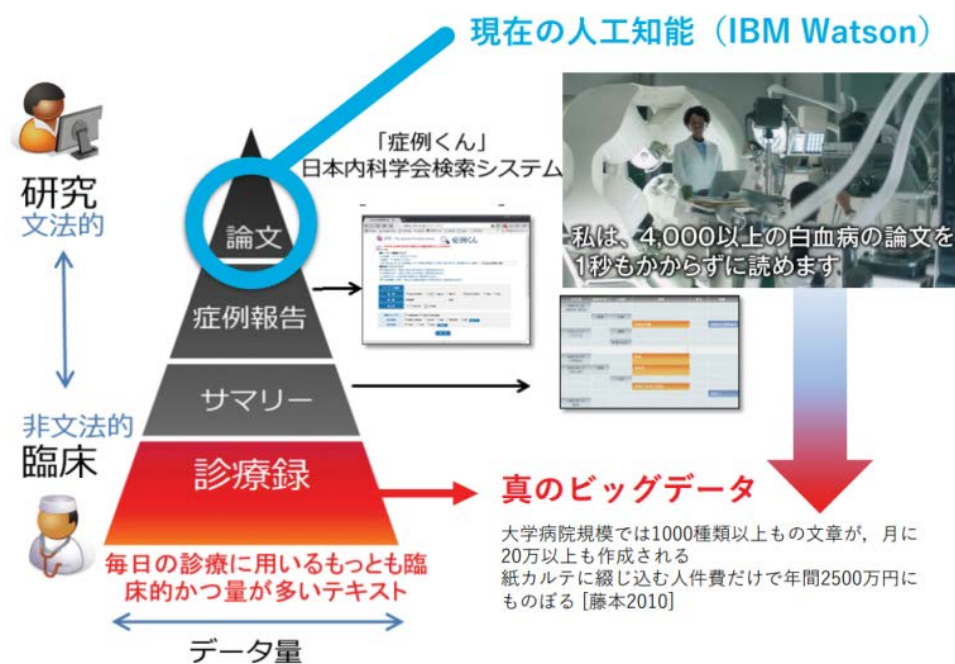 現在の人工知能（IBM Watson）
「症例くん」
日本内科学会検索システム
研究
文法的
論文
症例くん
私は、4,000以上の白血病の論文を
1秒もかからずに読めます
症例報告
サマリー
非文法的
臨床
診療録
真のビッグデータ
大学病院規模では1000種類以上もの文章が，月に
20万以上も作成される
紙カルテに綴じ込む人件費だけで年間2500万円に
ものぼる [藤本2010]
毎日の診療に用いるもっとも臨
床的かつ量が多いテキスト
データ量